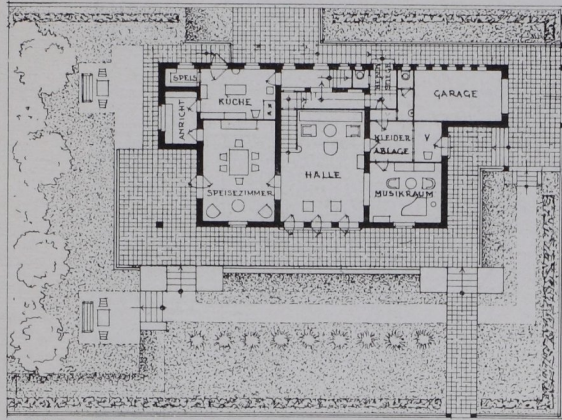 SPEIS
KÜCHE
ANRICHT
GARAGE
KLEIDER
ABLAGE
V
HALLE
SPEISEZIMMER
MUSIKRAUM